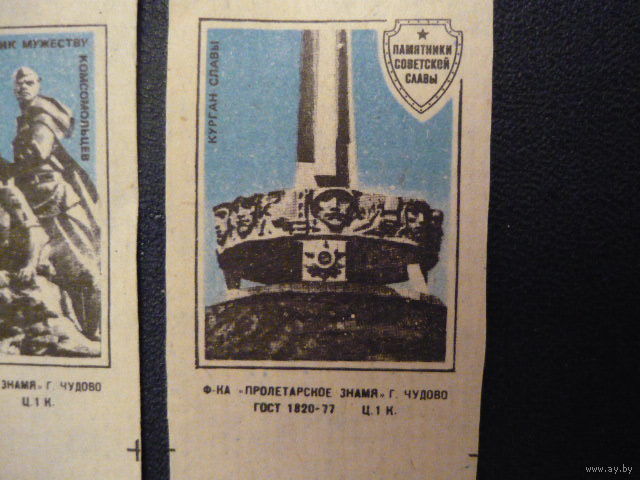 ИК МУЖЕСТВУ
КОМСОМОЛЬЦЕВ
ЗНАМЯ» Г. ЧУДОВО
Ц.1 К.
КУРГАН СЛАВЫ
ПАМЯТНИКИ
СОВЕТСКОЙ
СЛАВЫ
Ф-КА «ПРОЛЕТАРСКОЕ ЗНАМЯ» Г. ЧУДОВО
ГОСТ 1820-77 Ц.1 К.
© www.ay.by